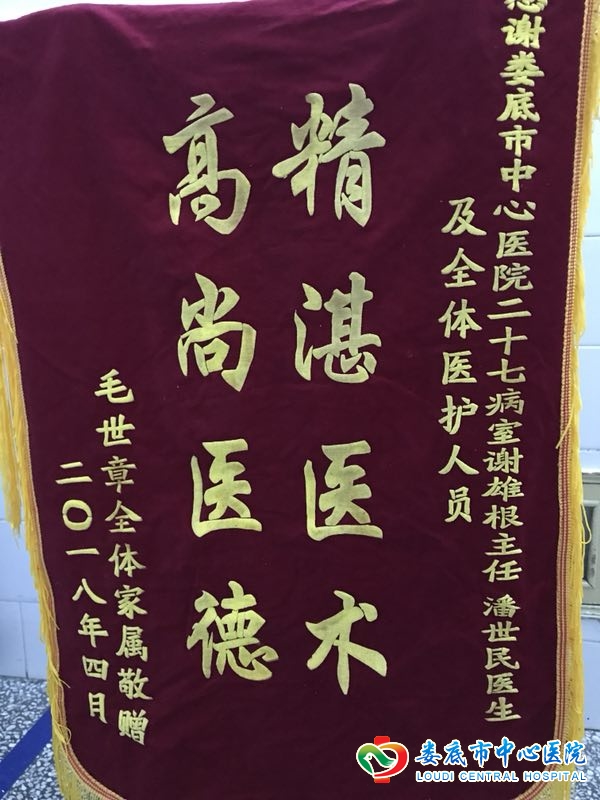 感谢娄底市中心医院二十七病室谢雄根主任 潘世民医生
及全体医护人员
精湛医术
高尚医德
毛世章全体家属敬赠
二〇一八年四月
娄底市中心医院
LOUDI CENTRAL HOSPITAL